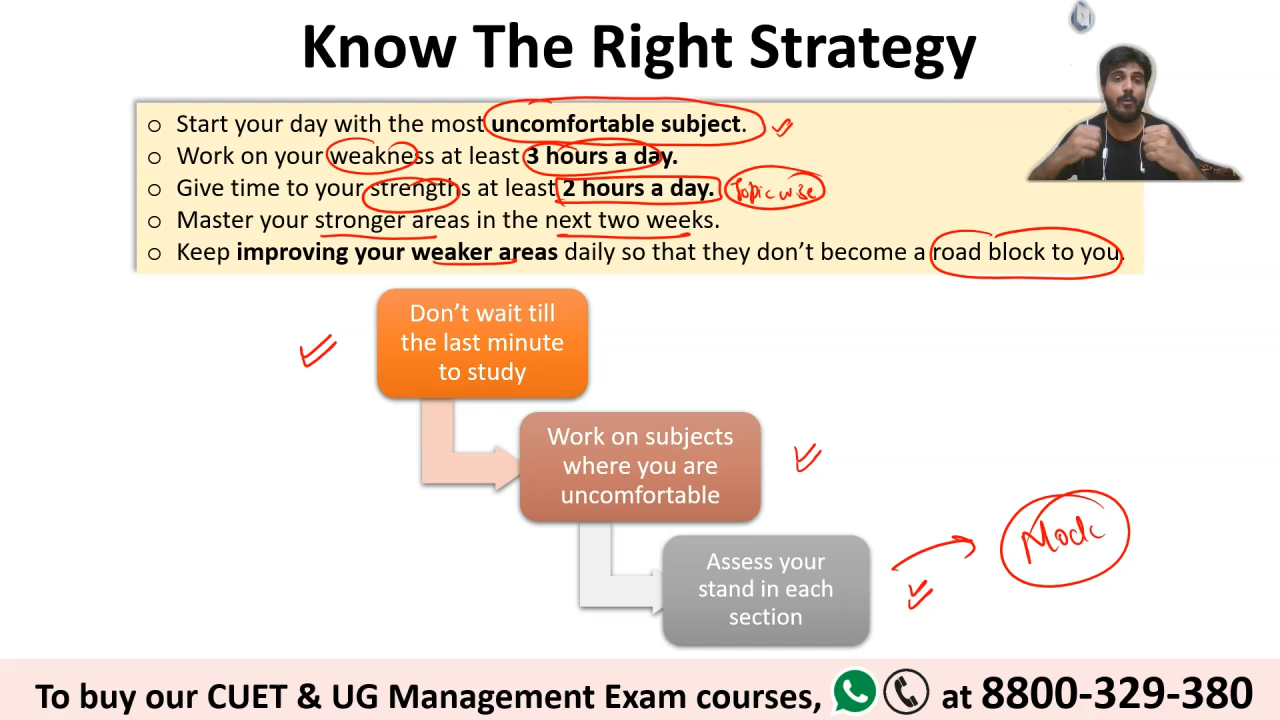 Know The Right Strategy
o Start your day with the most uncomfortable subject.
o Work on your weakness at least 3 hours a day.
o Give time to your strengths at least 2 hours a day. Topic wise
o Master your stronger areas in the next two weeks.
o Keep improving your weaker areas daily so that they don't become a road block to you.
Don't wait till
the last minute
to study
Work on subjects
where you are
uncomfortable
Assess your
stand in each
section
To buy our CUET & UG Management Exam courses, at 8800-329-380